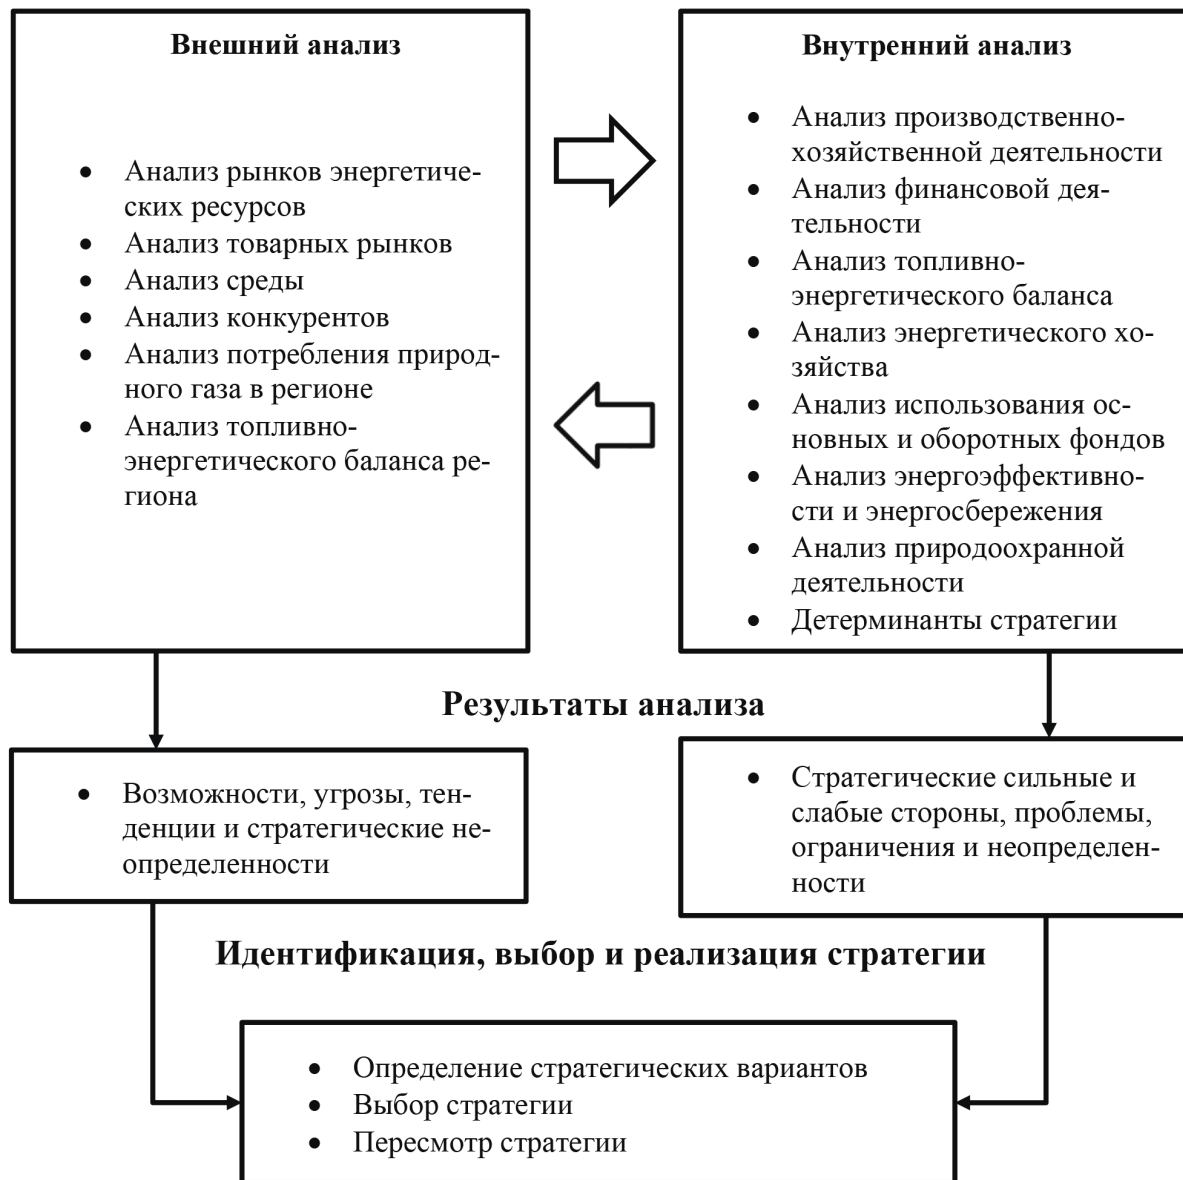 Внешний анализ
• Анализ рынков энергетиче-
ских ресурсов
• Анализ товарных рынков
• Анализ среды
• Анализ конкурентов
• Анализ потребления природ-
ного газа в регионе
• Анализ топливно-
энергетического баланса ре-
гиона
Внутренний анализ
• Анализ производственно-
хозяйственной деятельности
• Анализ финансовой дея-
тельности
• Анализ топливно-
энергетического баланса
• Анализ энергетического хо-
зяйства
• Анализ использования ос-
новных и оборотных фондов
• Анализ энергоэффективно-
сти и энергосбережения
• Анализ природоохранной
деятельности
• Детерминанты стратегии
Результаты анализа
• Возможности, угрозы, тен-
денции и стратегические не-
определенности
• Стратегические сильные и
слабые стороны, проблемы,
ограничения и неопределен-
ности
Идентификация, выбор и реализация стратегии
• Определение стратегических вариантов
• Выбор стратегии
• Пересмотр стратегии